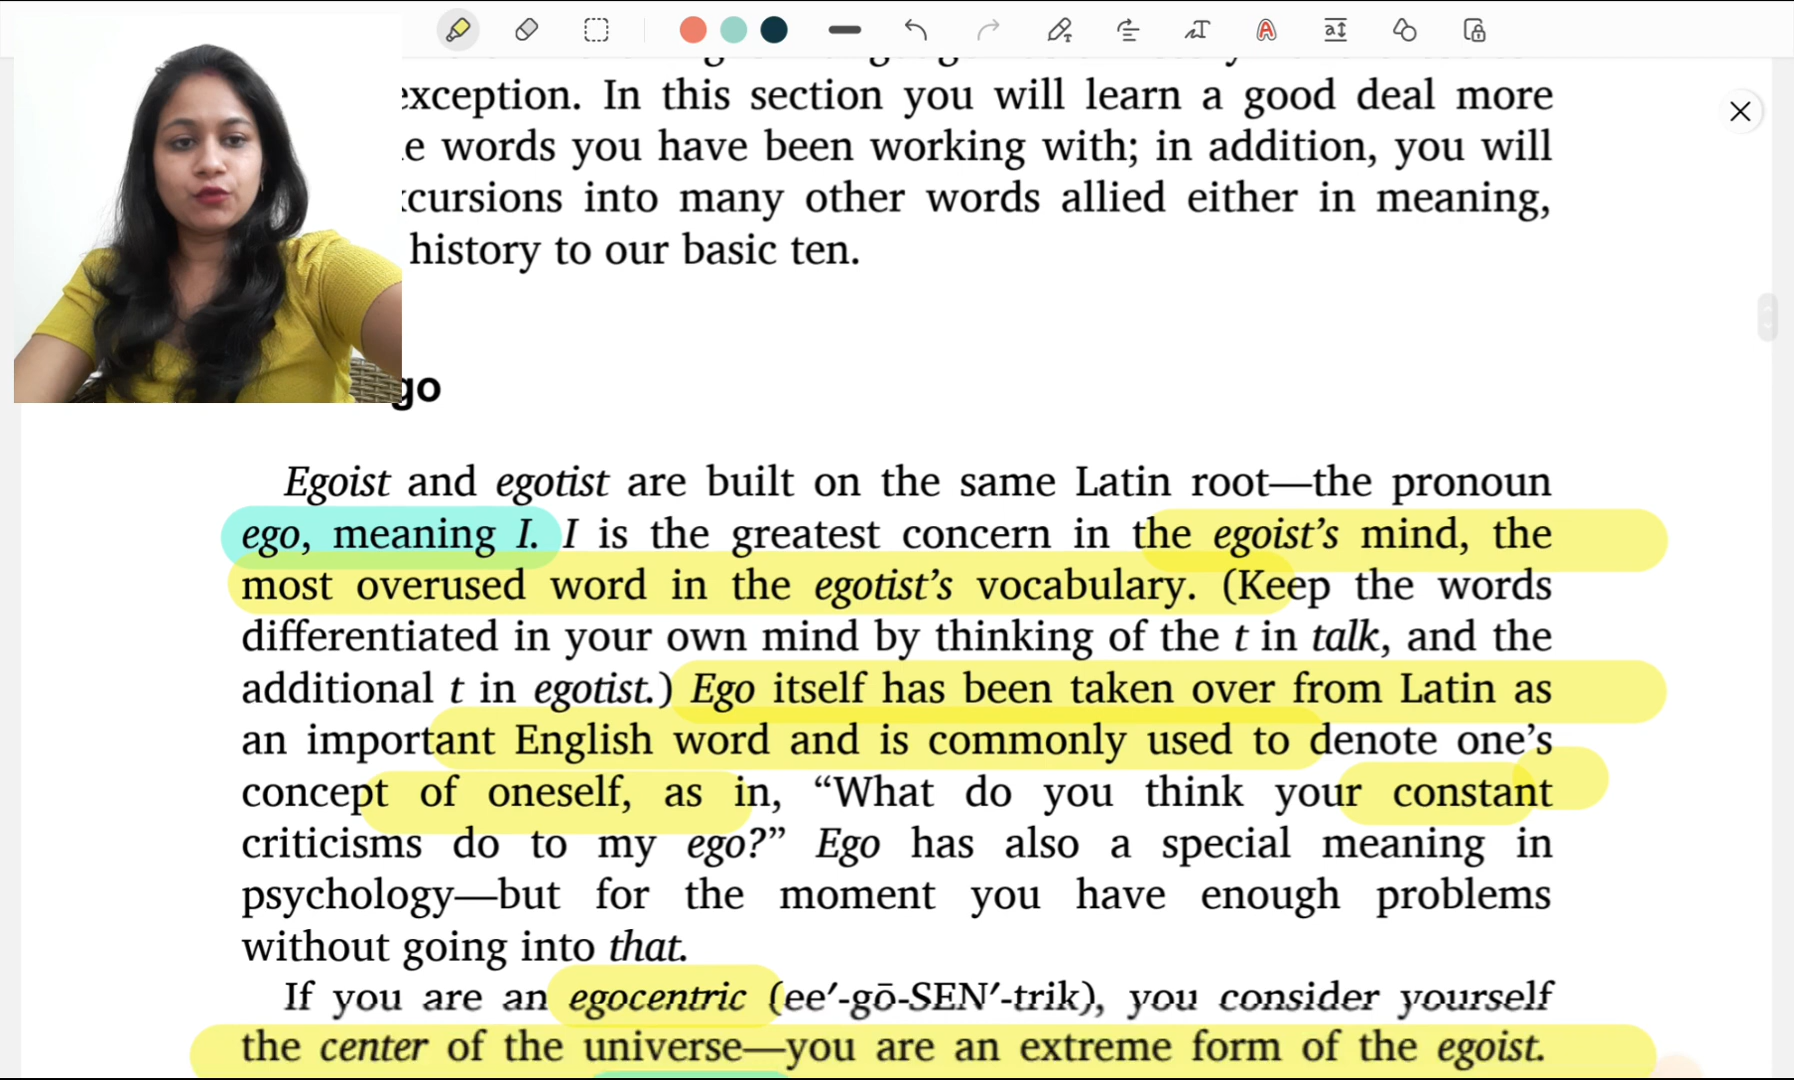 exception. In this section you will learn a good deal more
e words you have been working with; in addition, you will
cursions into many other words allied either in meaning,
history to our basic ten.
go
Egoist and egotist are built on the same Latin root—the pronoun
ego, meaning I. I is the greatest concern in the egoist’s mind, the
most overused word in the egotist’s vocabulary. (Keep the words
differentiated in your own mind by thinking of the t in talk, and the
additional t in egotist.) Ego itself has been taken over from Latin as
an important English word and is commonly used to denote one’s
concept of oneself, as in, “What do you think your constant
criticisms do to my ego?” Ego has also a special meaning in
psychology—but for the moment you have enough problems
without going into that.
If you are an egocentric (ee′-gō-SEN′-trik), you consider yourself
the center of the universe—you are an extreme form of the egoist.